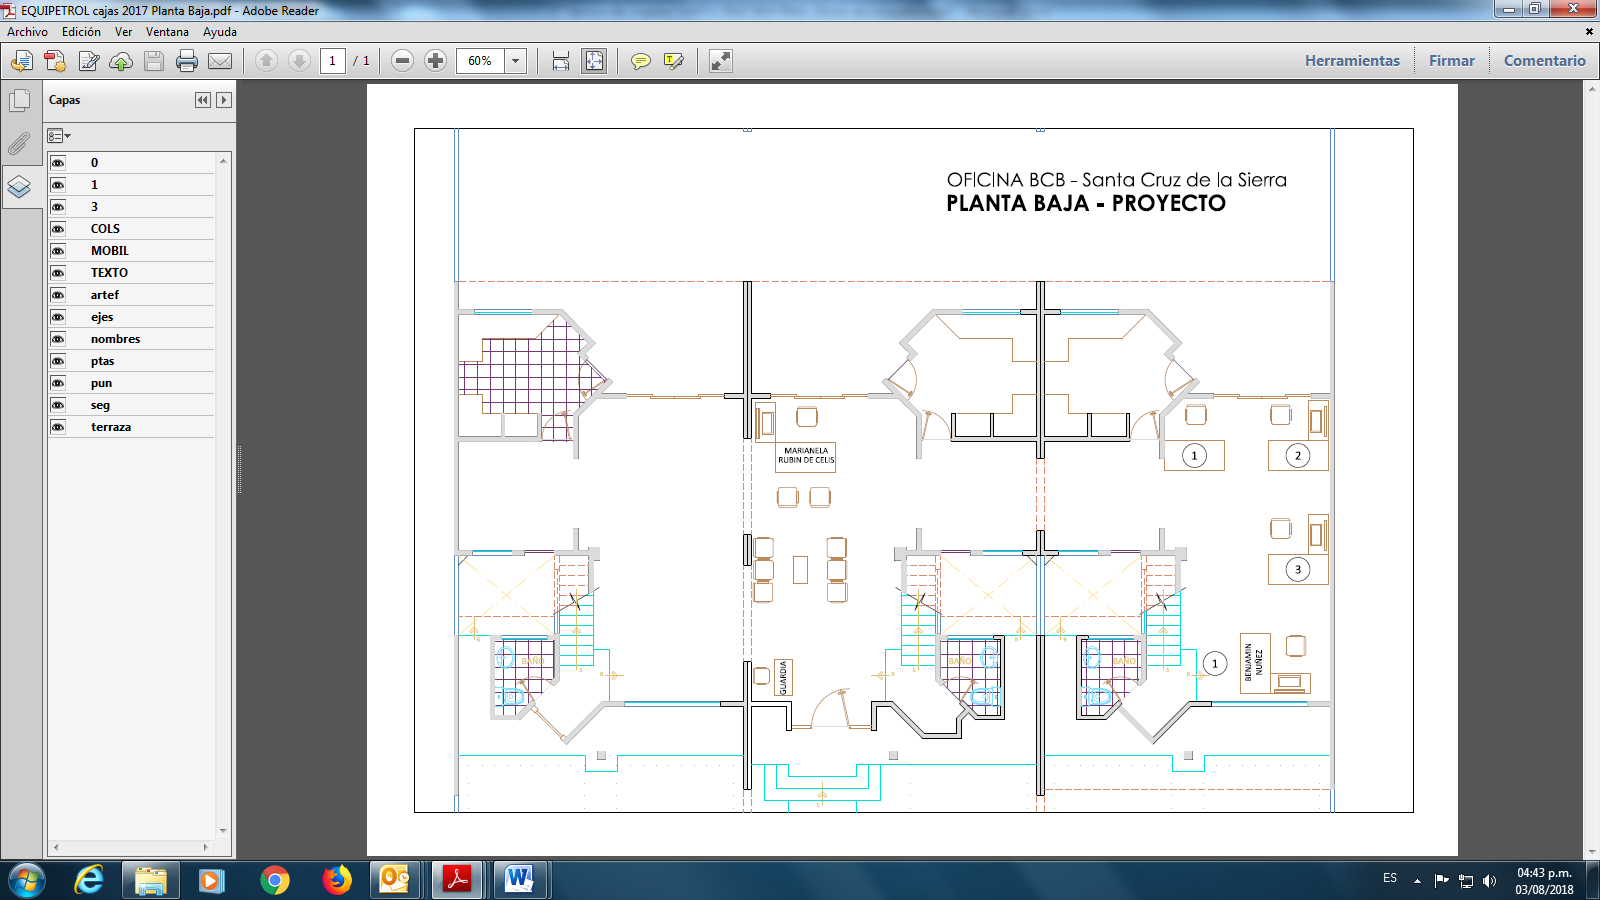 EQUIPETROL cajas 2017 Planta Baja.pdf - Adobe Reader
Archivo Edición Ver Ventana Ayuda
1 / 1 60% Herramientas Firmar Comentario
Capas
0
1
3
COLS
MOBIL
TEXTO
artef
ejes
nombres
ptas
pun
seg
terraza
OFICINA BCB - Santa Cruz de la Sierra
PLANTA BAJA - PROYECTO
MARIANELA
RUBIN DE CELIS
1
2
3
BAÑO
GUARDIA
BAÑO
BAÑO
1
BENJAMIN
NUÑEZ
ES
04:43 p.m.
03/08/2018